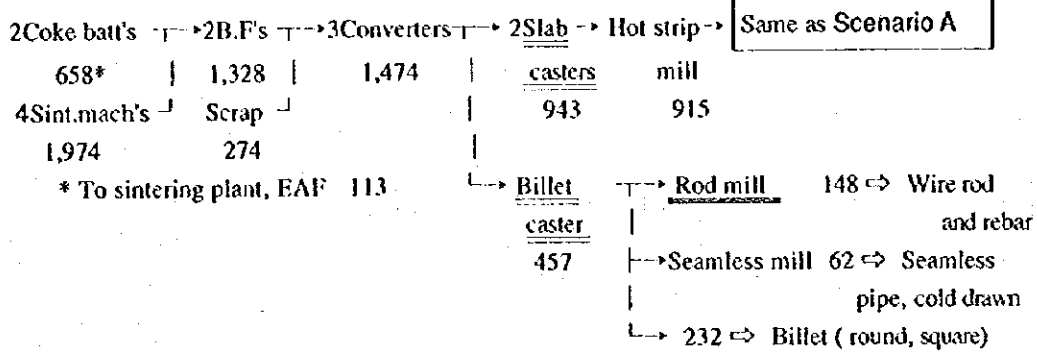 2Coke batt's 2B.F's 3Converters 2Slab Hot strip Same as Scenario A
658* 1,328 1,474 casters mill
4Sint.mach's Scrap 943 915
1,974 274
* To sintering plant, EAF 113 Billet Rod mill 148 ⇨ Wire rod
caster and rebar
457 Seamless mill 62 ⇨ Seamless
pipe, cold drawn
232 ⇨ Billet ( round, square)